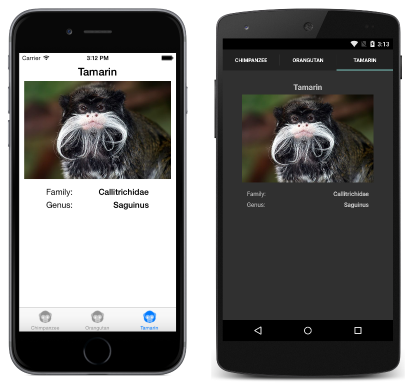 Carrier 3:12 PM
Tamarin
Family: Callitrichidae
Genus: Saguinus
Chimpanzee Orangutan Tamarin
3:13
CHIMPANZEE ORANGUTAN TAMARIN
Tamarin
Family: Callitrichidae
Genus: Saguinus